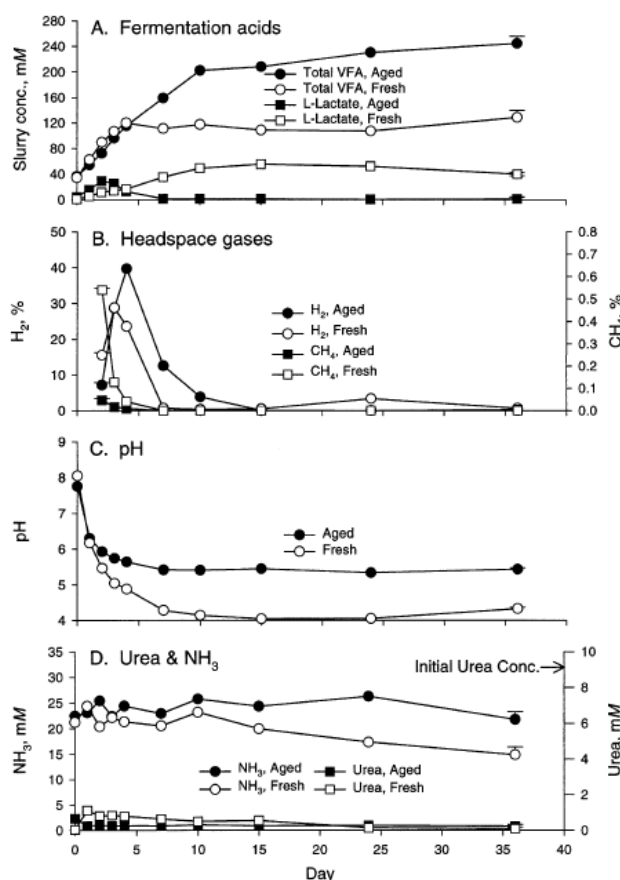 A. Fermentation acids
280
240
200
160
120
80
40
0
Slurry conc., mM
Total VFA, Aged
Total VFA, Fresh
L-Lactate, Aged
L-Lactate, Fresh
B. Headspace gases
50
40
30
20
10
0
H₂, %
0.8
0.7
0.6
0.5
0.4
0.3
0.2
0.1
0.0
CH₄, %
H₂, Aged
H₂, Fresh
CH₄, Aged
CH₄, Fresh
C. pH
9
8
7
6
5
4
pH
Aged
Fresh
D. Urea & NH₃
35
30
25
20
15
10
5
0
NH₃, mM
Initial Urea Conc.
10
8
6
4
2
0
Urea, mM
NH₃, Aged Urea, Aged
NH₃, Fresh Urea, Fresh
0 5 10 15 20 25 30 35 40
Day